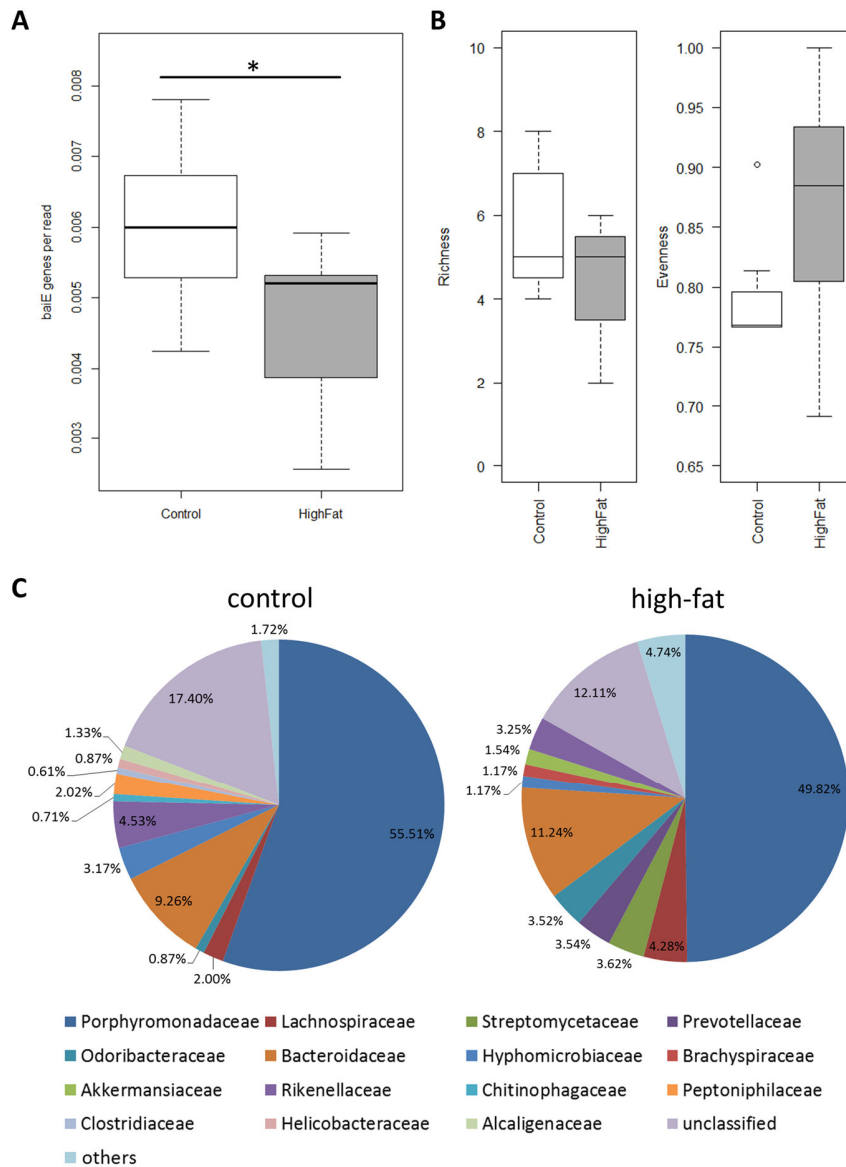 A
*
baiE genes per read
0.008
0.007
0.006
0.005
0.004
0.003
Control
HighFat
B
Richness
10
8
6
4
2
0
Control
HighFat
Evenness
1.00
0.95
0.90
0.85
0.80
0.75
0.70
0.65
Control
HighFat
C
control
1.72%
17.40%
1.33%
0.87%
0.61%
2.02%
0.71%
4.53%
3.17%
9.26%
0.87%
2.00%
55.51%
high-fat
4.74%
12.11%
3.25%
1.54%
1.17%
1.17%
11.24%
3.52%
3.54%
3.62%
4.28%
49.82%
Porphyromonadaceae Lachnospiraceae Streptomycetaceae Prevotellaceae
Odoribacteraceae Bacteroidaceae Hyphomicrobiaceae Brachyspiraceae
Akkermansiaceae Rikenellaceae Chitinophagaceae Peptoniphilaceae
Clostridiaceae Helicobacteraceae Alcaligenaceae unclassified
others